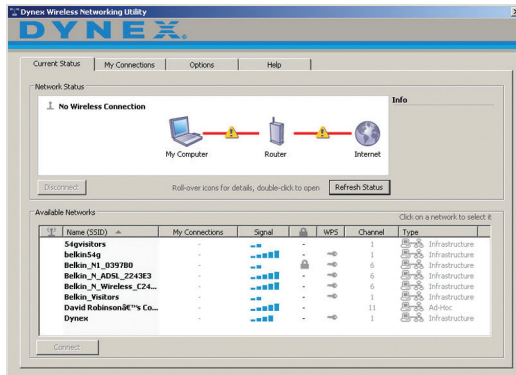 Dynex Wireless Networking Utility
DYNEX.
Current Status My Connections Options Help
Network Status
No Wireless Connection
Info
My Computer Router Internet
Disconnect Roll-over icons for details, double-click to open Refresh Status
Available Networks
Click on a network to select it
Name (SSID) My Connections Signal WPS Channel Type
54gvisitors - - 1 Infrastructure
belkin54g - - 1 Infrastructure
Belkin_N1_0397B0 - 6 Infrastructure
Belkin_N_ADSL_2243E3 - - 6 Infrastructure
Belkin_N_Wireless_C24... - - 6 Infrastructure
Belkin_Visitors - - 1 Infrastructure
David Robinsonâ€™s Co... - - 11 Ad-Hoc
Dynex - - 1 Infrastructure
Connect